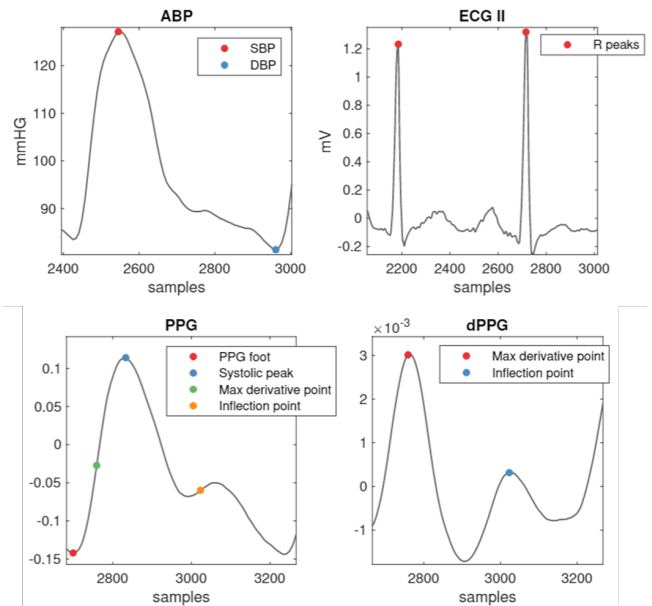 ABP
SBP
DBP
mmHG
120
110
100
90
2400
2600
2800
3000
samples
ECG II
R peaks
mV
1.2
1
0.8
0.6
0.4
0.2
0
-0.2
2200
2400
2600
2800
3000
samples
PPG
PPG foot
Systolic peak
Max derivative point
Inflection point
0.1
0.05
0
-0.05
-0.1
-0.15
2800
3000
3200
samples
dPPG
×10⁻³
Max derivative point
Inflection point
3
2
1
0
-1
2800
3000
3200
samples